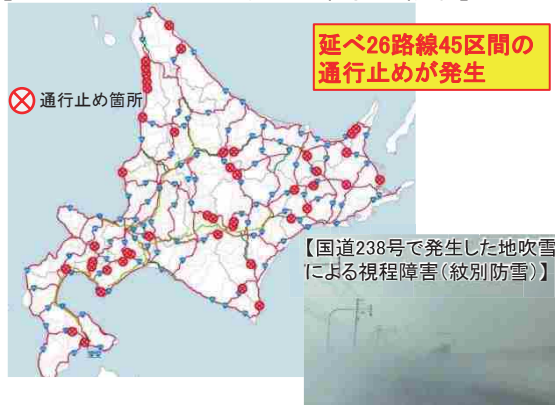 延べ26路線45区間の
通行止めが発生
通行止め箇所
【国道238号で発生した地吹雪
による視程障害(紋別防雪)】